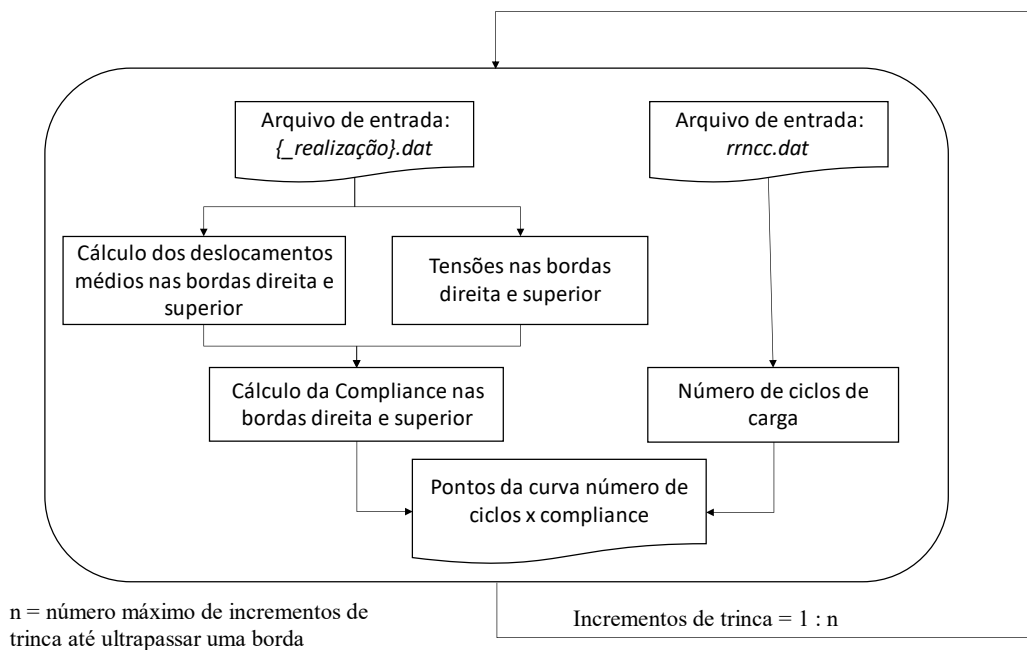 Arquivo de entrada:
{_realização}.dat
Arquivo de entrada:
rrncc.dat
Cálculo dos deslocamentos
médios nas bordas direita e
superior
Tensões nas bordas
direita e superior
Cálculo da Compliance nas
bordas direita e superior
Número de ciclos de
carga
Pontos da curva número de
ciclos x compliance
n = número máximo de incrementos de
trinca até ultrapassar uma borda
Incrementos de trinca = 1 : n